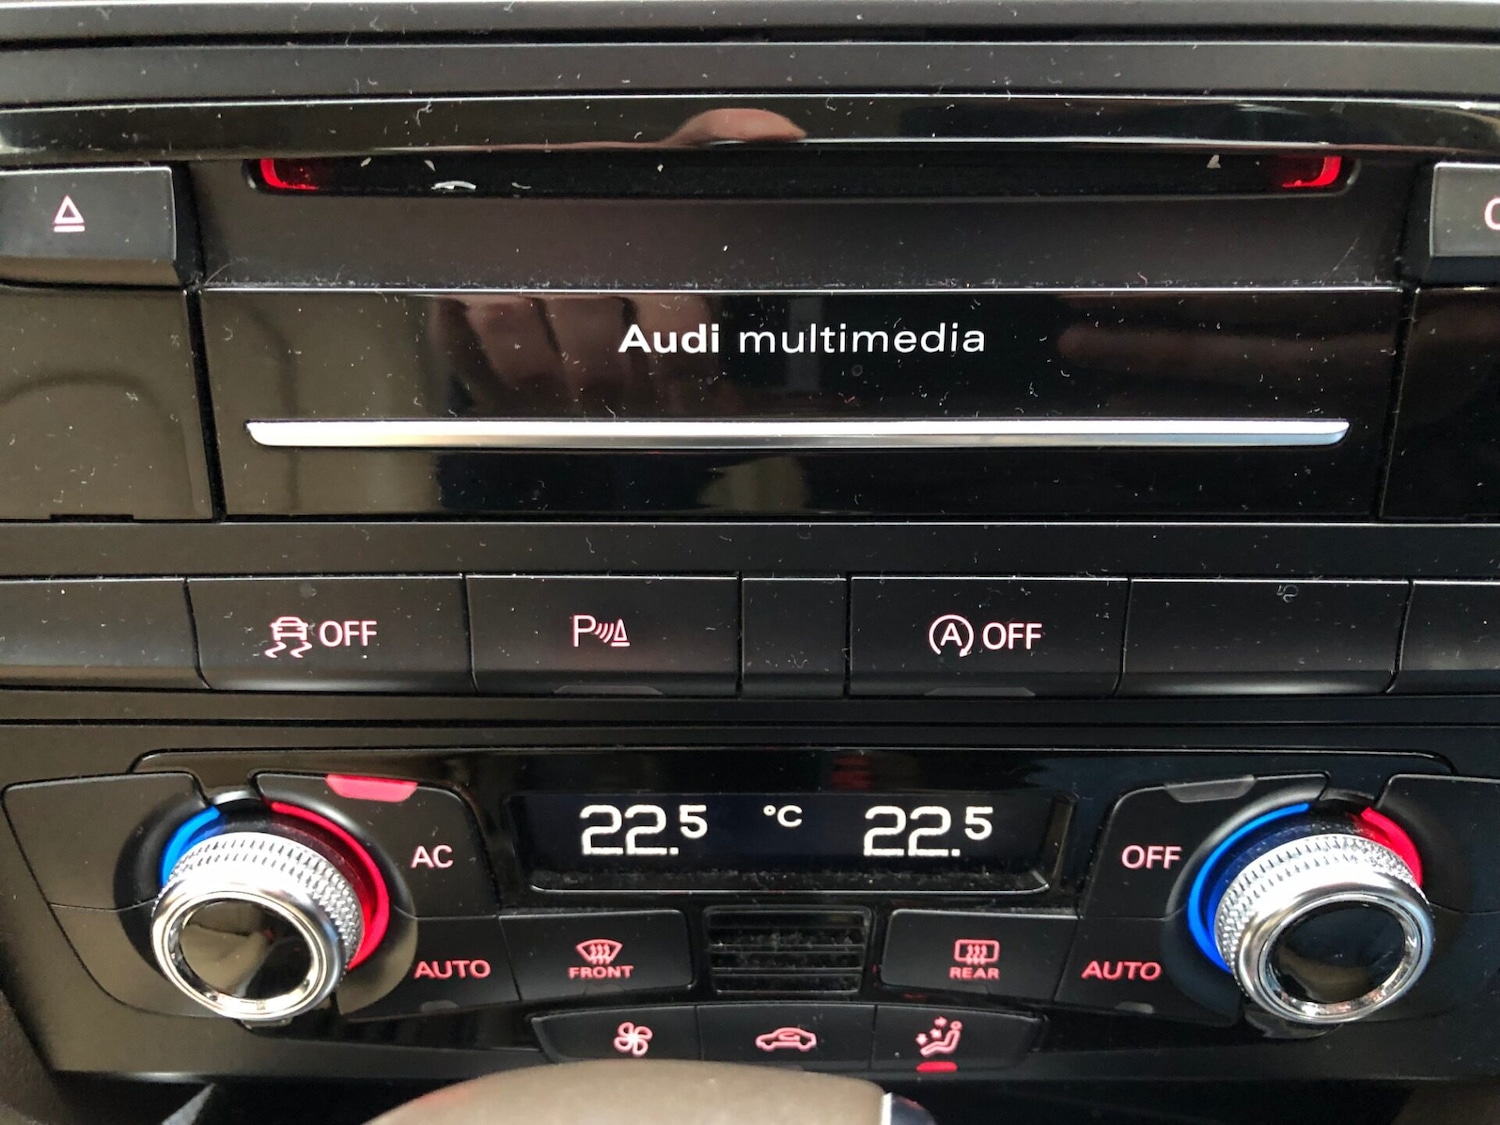 Audi multimedia
OFF
P
A OFF
22.5 °C 22.5
AC
OFF
AUTO
FRONT
REAR
AUTO